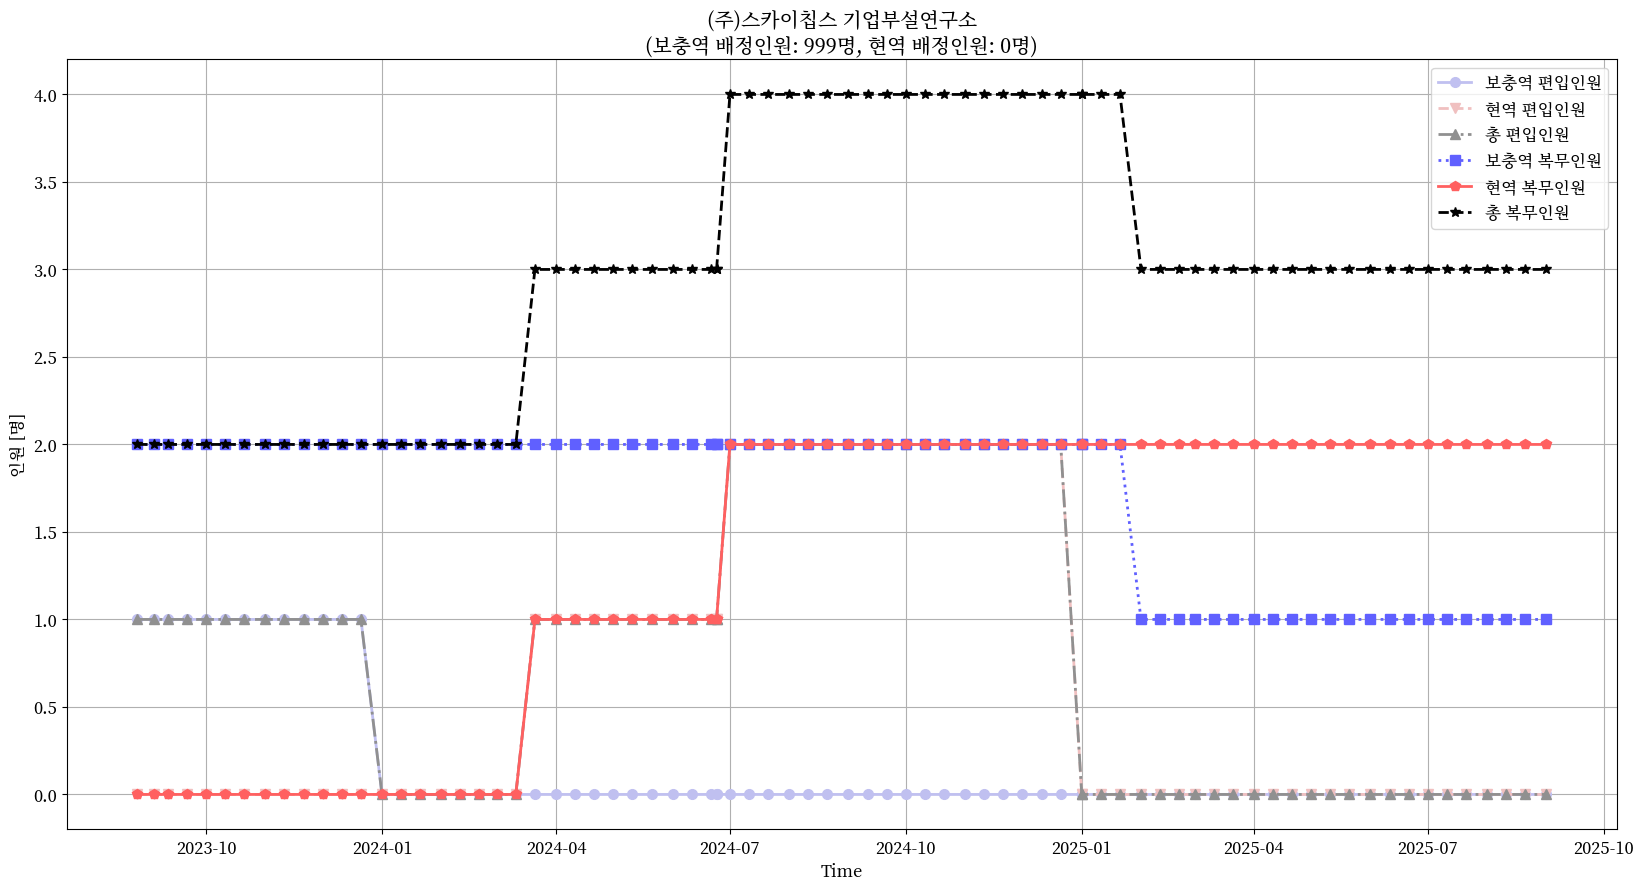 (주)스카이칩스 기업부설연구소
(보충역 배정인원: 999명, 현역 배정인원: 0명)
인원 [명]
4.0
3.5
3.0
2.5
2.0
1.5
1.0
0.5
0.0
보충역 편입인원
현역 편입인원
총 편입인원
보충역 복무인원
현역 복무인원
총 복무인원
2023-10 2024-01 2024-04 2024-07 2024-10 2025-01 2025-04 2025-07 2025-10
Time